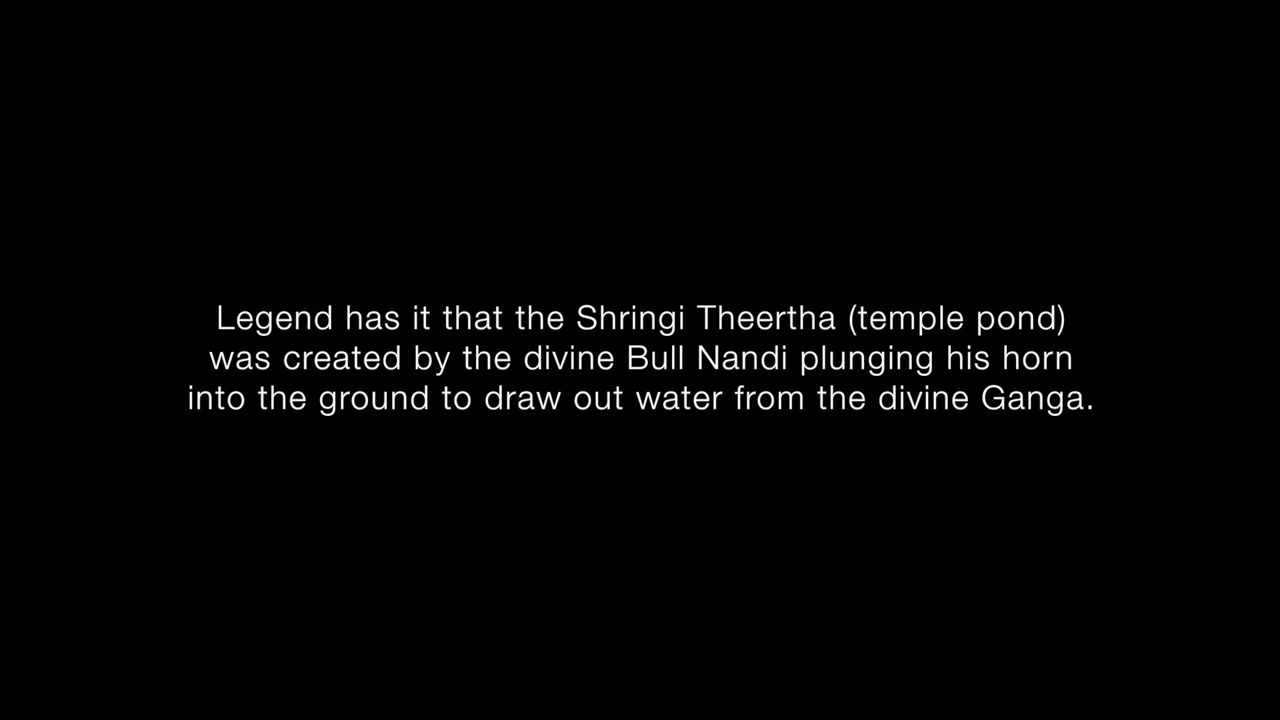 Legend has it that the Shringi Theertha (temple pond)
was created by the divine Bull Nandi plunging his horn
into the ground to draw out water from the divine Ganga.